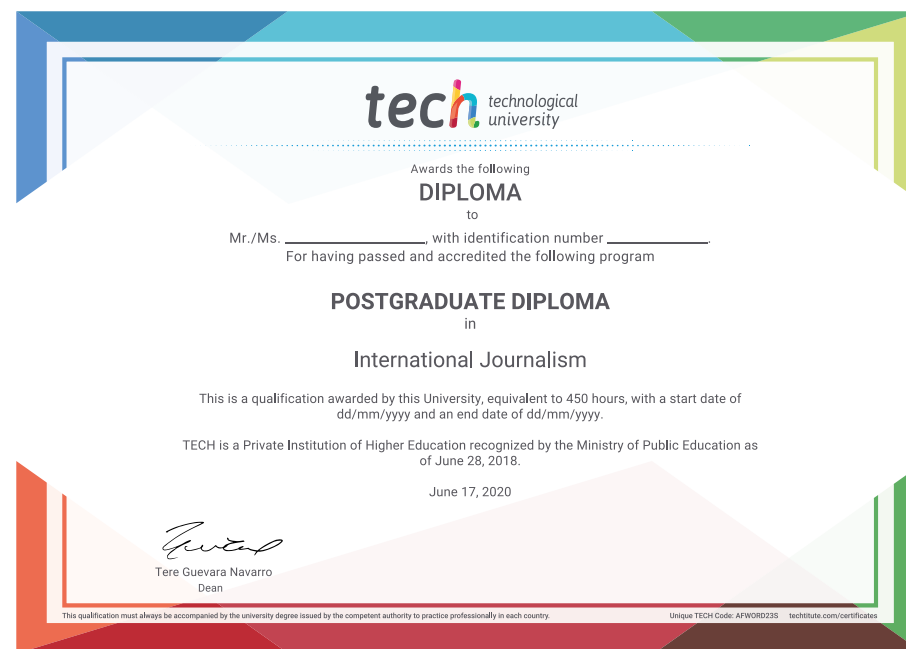 tech technological
university
Awards the following
DIPLOMA
to
Mr./Ms. ________________, with identification number ____________.
For having passed and accredited the following program
POSTGRADUATE DIPLOMA
in
International Journalism
This is a qualification awarded by this University, equivalent to 450 hours, with a start date of
dd/mm/yyyy and an end date of dd/mm/yyyy.
TECH is a Private Institution of Higher Education recognized by the Ministry of Public Education as
of June 28, 2018.
June 17, 2020
Tere Guevara Navarro
Dean
This qualification must always be accompanied by the university degree issued by the competent authority to practice professionally in each country. Unique TECH Code: AFWORD23S techtitute.com/certificates